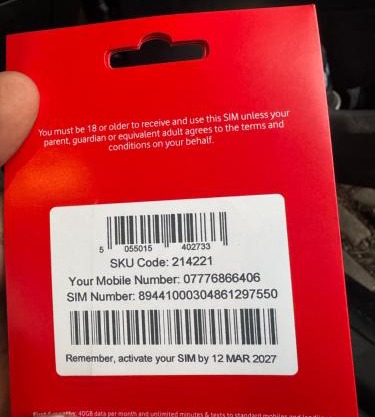 You must be 18 or older to receive and use this SIM unless your
parent, guardian or equivalent adult agrees to the terms and
conditions on your behalf.
5 055015 402733
SKU Code: 214221
Your Mobile Number: 07776866406
SIM Number: 89441000304861297550
Remember, activate your SIM by 12 MAR 2027
40GB data per month and unlimited minutes & texts to standard mobiles and